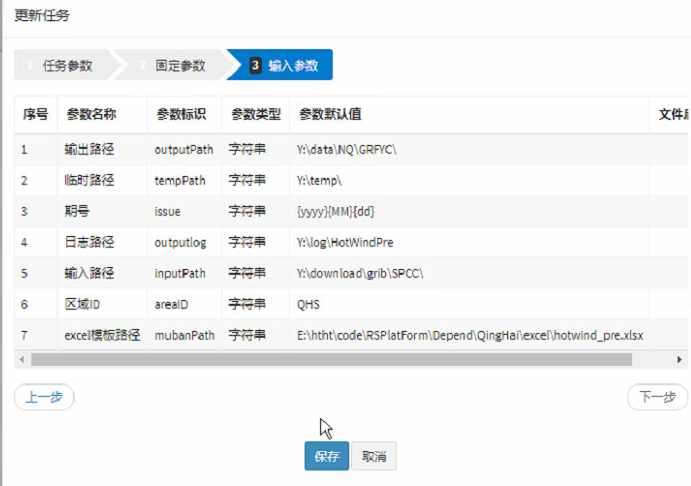 更新任务
1 任务参数 2 固定参数 3 输入参数
序号 参数名称 参数标识 参数类型 参数默认值 文件
1 输出路径 outputPath 字符串 Y:\data\NQ\GRFYC\
2 临时路径 tempPath 字符串 Y:\temp\
3 期号 issue 字符串 {yyyy}{MM}{dd}
4 日志路径 outputlog 字符串 Y:\log\HotWindPre
5 输入路径 inputPath 字符串 Y:\download\grib\SPCC\
6 区域ID areaID 字符串 QHS
7 excel模板路径 mubanPath 字符串 E:\htht\code\RSPlatForm\Depend\QingHai\excel\hotwind_pre.xlsx
上一步 下一步
保存 取消